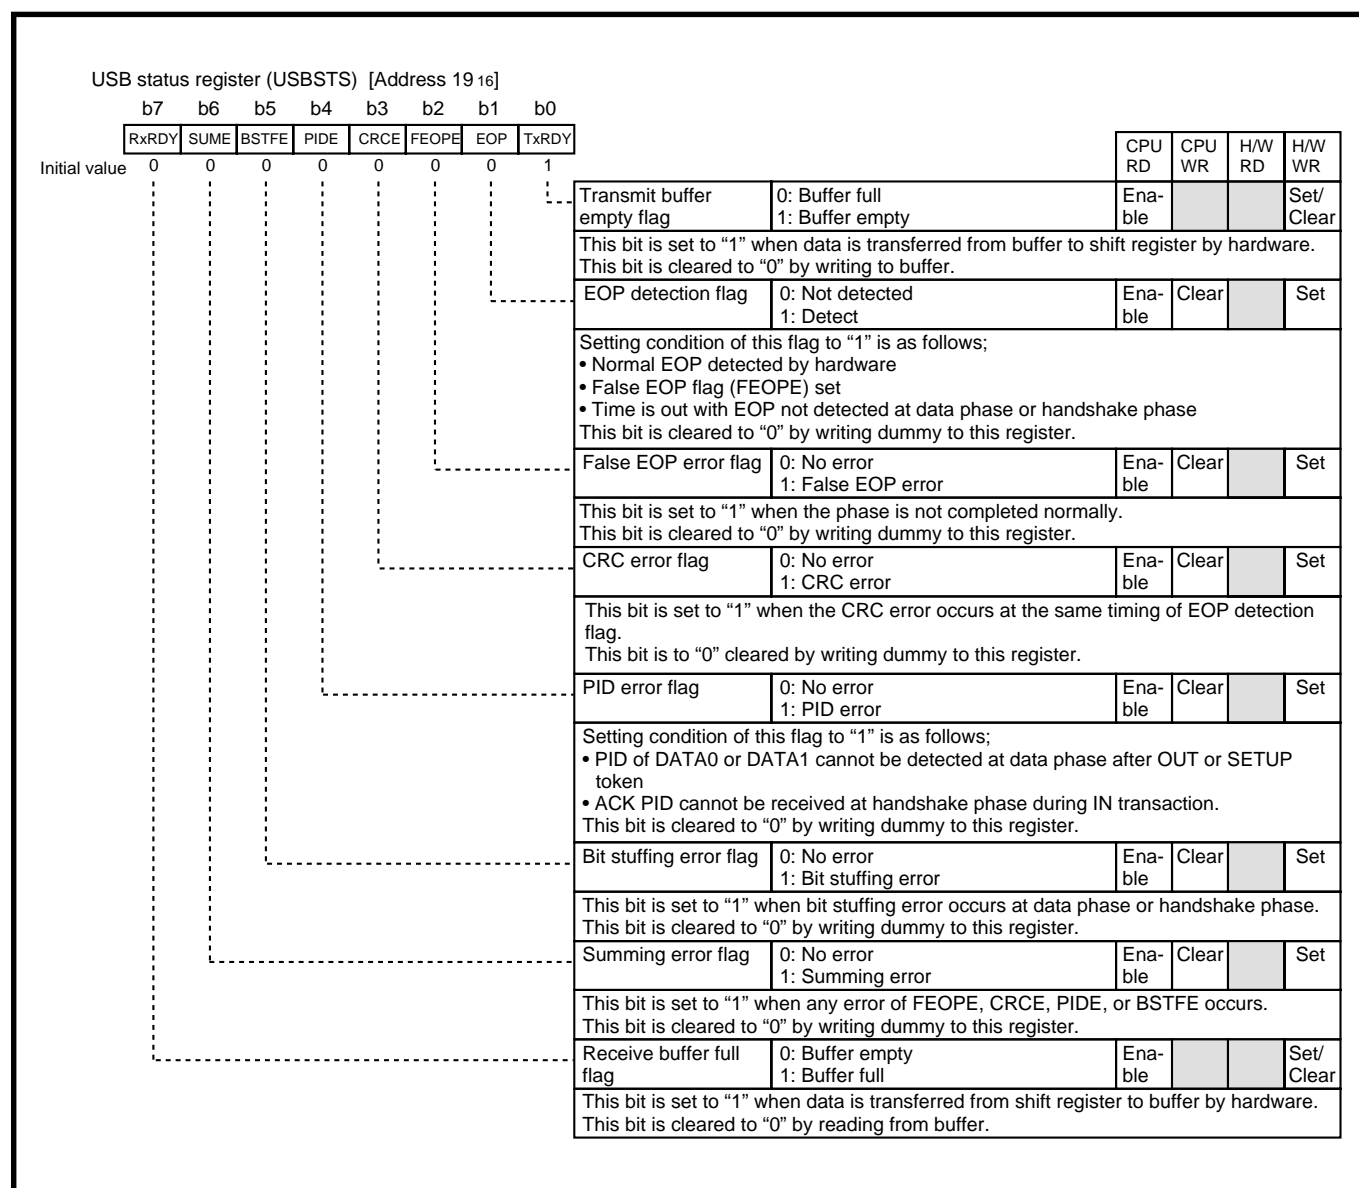 USB status register (USBSTS) [Address 19 16]
b7 b6 b5 b4 b3 b2 b1 b0
RxRDY SUME BSTFE PIDE CRCE FEOPE EOP TxRDY
Initial value 0 0 0 0 0 0 0 1
CPU RD CPU WR H/W RD H/W WR
Transmit buffer 0: Buffer full Ena- Set/
empty flag 1: Buffer empty ble Clear
This bit is set to “1” when data is transferred from buffer to shift register by hardware.
This bit is cleared to “0” by writing to buffer.
EOP detection flag 0: Not detected Ena- Clear Set
1: Detect ble
Setting condition of this flag to “1” is as follows;
• Normal EOP detected by hardware
• False EOP flag (FEOPE) set
• Time is out with EOP not detected at data phase or handshake phase
This bit is cleared to “0” by writing dummy to this register.
False EOP error flag 0: No error Ena- Clear Set
1: False EOP error ble
This bit is set to “1” when the phase is not completed normally.
This bit is cleared to “0” by writing dummy to this register.
CRC error flag 0: No error Ena- Clear Set
1: CRC error ble
This bit is set to “1” when the CRC error occurs at the same timing of EOP detection
flag.
This bit is to “0” cleared by writing dummy to this register.
PID error flag 0: No error Ena- Clear Set
1: PID error ble
Setting condition of this flag to “1” is as follows;
• PID of DATA0 or DATA1 cannot be detected at data phase after OUT or SETUP
token
• ACK PID cannot be received at handshake phase during IN transaction.
This bit is cleared to “0” by writing dummy to this register.
Bit stuffing error flag 0: No error Ena- Clear Set
1: Bit stuffing error ble
This bit is set to “1” when bit stuffing error occurs at data phase or handshake phase.
This bit is cleared to “0” by writing dummy to this register.
Summing error flag 0: No error Ena- Clear Set
1: Summing error ble
This bit is set to “1” when any error of FEOPE, CRCE, PIDE, or BSTFE occurs.
This bit is cleared to “0” by writing dummy to this register.
Receive buffer full 0: Buffer empty Ena- Set/
flag 1: Buffer full ble Clear
This bit is set to “1” when data is transferred from shift register to buffer by hardware.
This bit is cleared to “0” by reading from buffer.